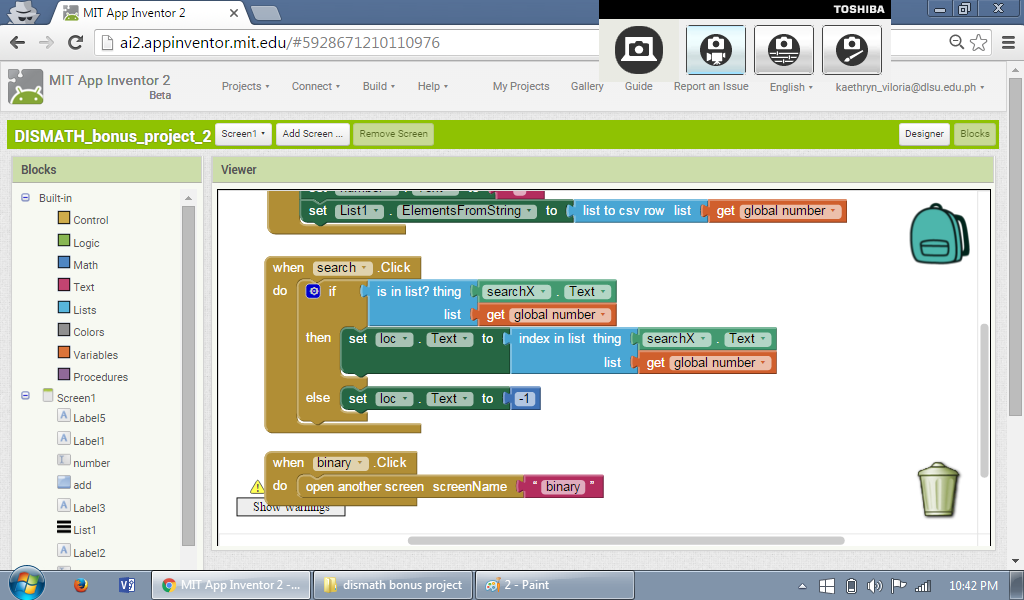 MIT App Inventor 2
TOSHIBA
ai2.appinventor.mit.edu/#5928671210110976
MIT App Inventor 2
Beta
Projects Connect Build Help My Projects Gallery Guide Report an Issue English kaethryn_viloria@dlsu.edu.ph
DISMATH_bonus_project_2 Screen1 Add Screen ... Remove Screen Designer Blocks
Blocks
Viewer
Built-in
Control
Logic
Math
Text
Lists
Colors
Variables
Procedures
Screen1
Label5
Label1
number
add
Label3
List1
Label2
set List1 . ElementsFromString to list to csv row list get global number
when search .Click
do if is in list? thing searchX . Text
list get global number
then set loc . Text to index in list thing searchX . Text
list get global number
else set loc . Text to -1
when binary .Click
do open another screen screenName " binary "
Show Warnings
MIT App Inventor 2 -... dismath bonus project 2 - Paint 10:42 PM